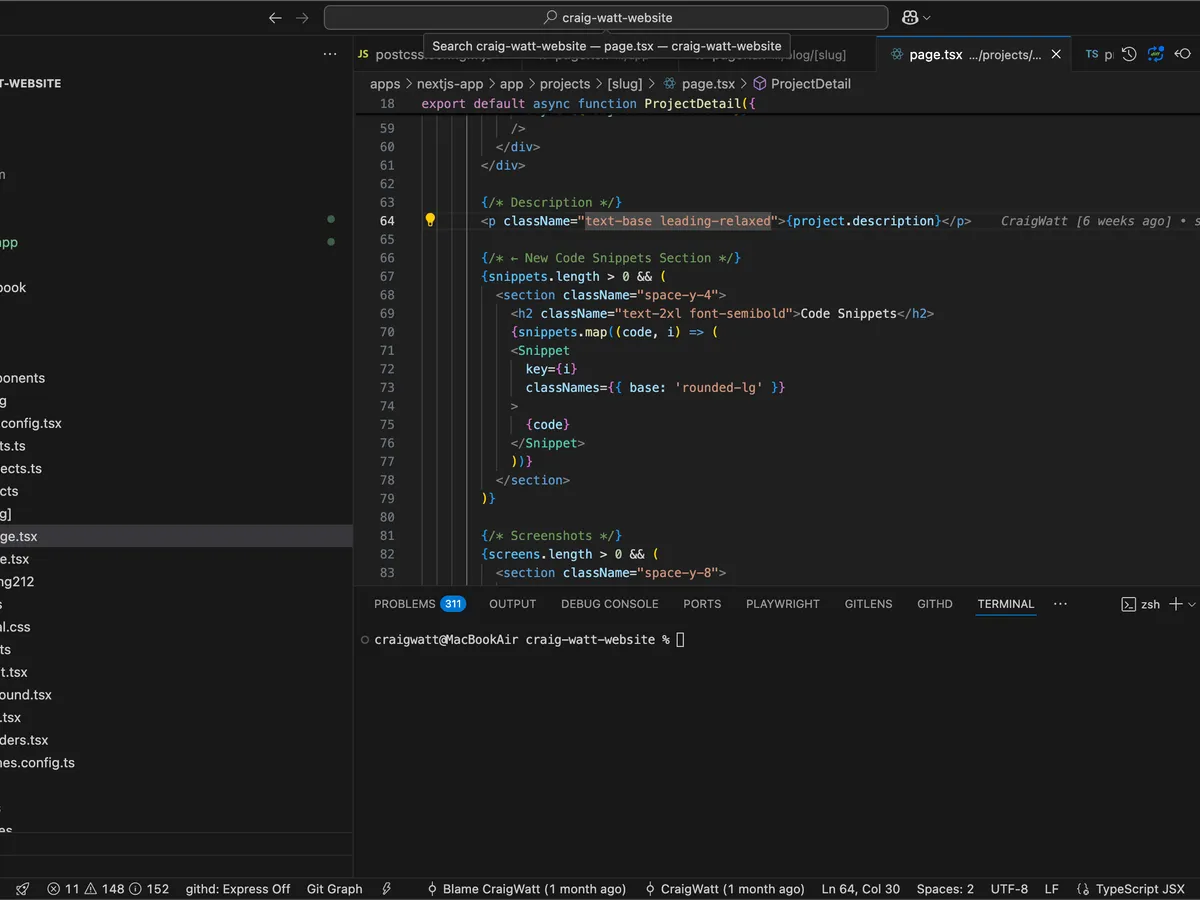 craig-watt-website
Search craig-watt-website — page.tsx — craig-watt-website
JS postcss
log/[slug]
page.tsx .../projects/...
TS p
T-WEBSITE
apps > nextjs-app > app > projects > [slug] > page.tsx > ProjectDetail
18 export default async function ProjectDetail({
59 />
60 </div>
61 </div>
62
63 {/* Description */}
64 <p className="text-base leading-relaxed">{project.description}</p> CraigWatt [6 weeks ago] • s
65
66 {/* ← New Code Snippets Section */}
67 {snippets.length > 0 && (
68 <section className="space-y-4">
69 <h2 className="text-2xl font-semibold">Code Snippets</h2>
70 {snippets.map((code, i) => (
71 <Snippet
72 key={i}
73 classNames={{ base: 'rounded-lg' }}
74 >
75 {code}
76 </Snippet>
77 ))}
78 </section>
79 )}
80
81 {/* Screenshots */}
82 {screens.length > 0 && (
83 <section className="space-y-8">
n
app
book
ponents
g
config.tsx
ts.ts
ects.ts
cts
g]
ge.tsx
e.tsx
ng212
s
al.css
ts
t.tsx
ound.tsx
.tsx
ders.tsx
nes.config.ts
s
es
PROBLEMS 311 OUTPUT DEBUG CONSOLE PORTS PLAYWRIGHT GITLENS GITHD TERMINAL ... zsh
craigwatt@MacBookAir craig-watt-website %
11 148 152 githd: Express Off Git Graph Blame CraigWatt (1 month ago) CraigWatt (1 month ago) Ln 64, Col 30 Spaces: 2 UTF-8 LF {} TypeScript JSX